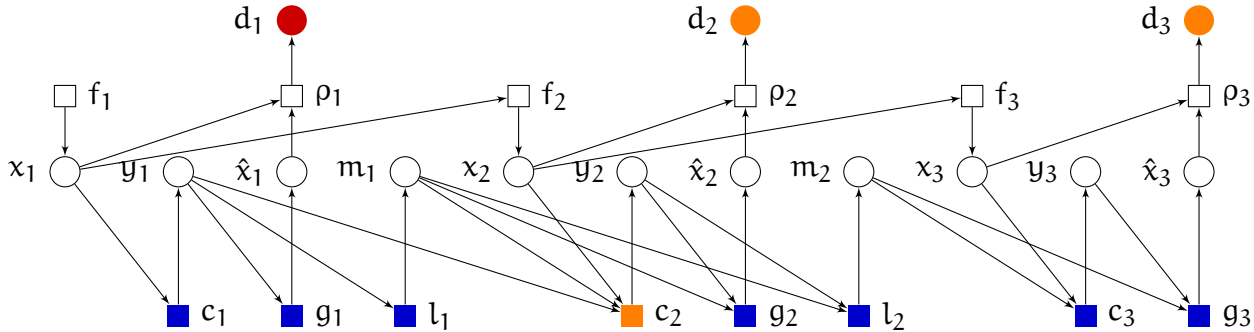 d₁ d₂ d₃
f₁ ρ₁ f₂ ρ₂ f₃ ρ₃
x₁ y₁ x̂₁ m₁ x₂ y₂ x̂₂ m₂ x₃ y₃ x̂₃
c₁ g₁ l₁ c₂ g₂ l₂ c₃ g₃